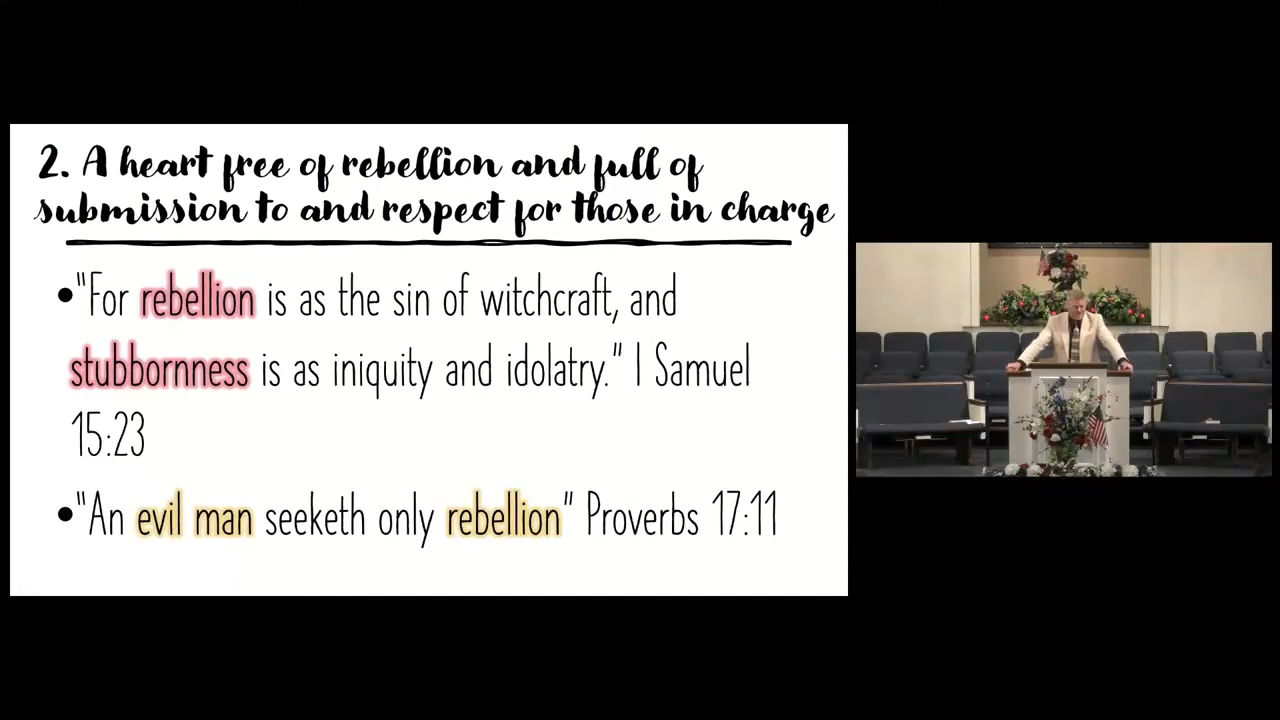 2. A heart free of rebellion and full of
submission to and respect for those in charge
•"For rebellion is as the sin of witchcraft, and
stubbornness is as iniquity and idolatry." I Samuel
15:23
•"An evil man seeketh only rebellion" Proverbs 17:11